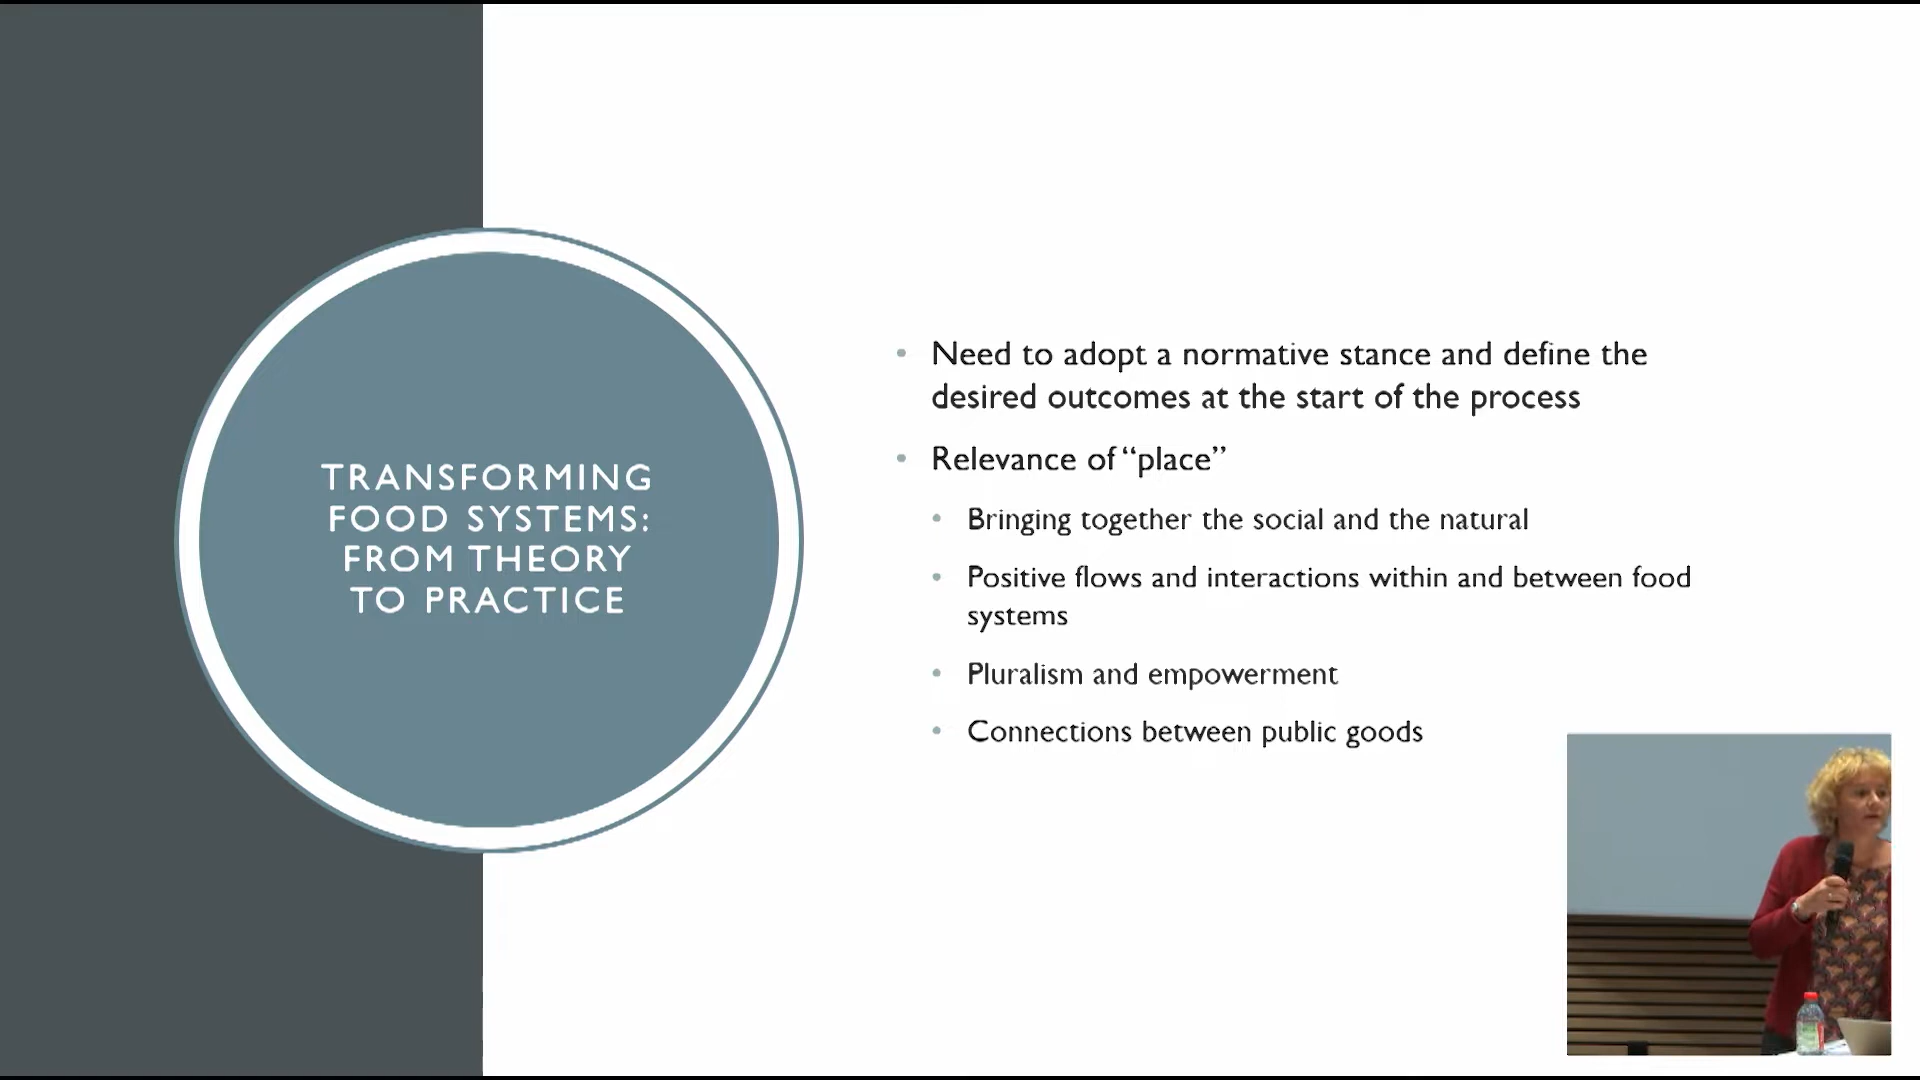 TRANSFORMING
FOOD SYSTEMS:
FROM THEORY
TO PRACTICE
• Need to adopt a normative stance and define the
desired outcomes at the start of the process
• Relevance of “place”
• Bringing together the social and the natural
• Positive flows and interactions within and between food
systems
• Pluralism and empowerment
• Connections between public goods